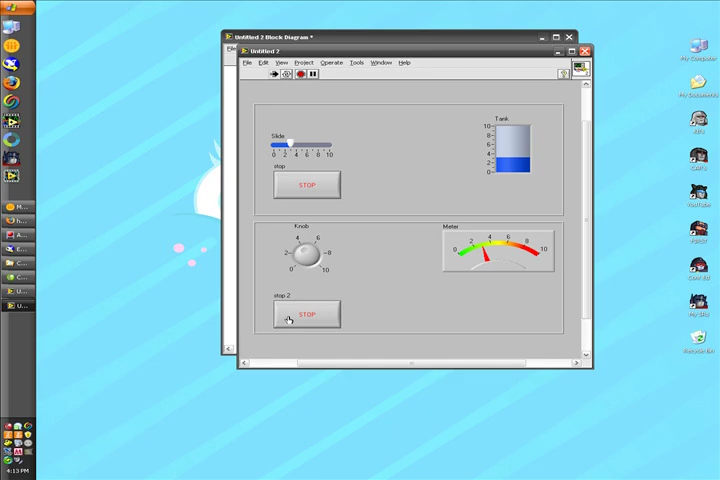 Untitled 2 Block Diagram *
File
Untitled 2
File Edit View Project Operate Tools Window Help
Slide
0 2 4 6 8 10
stop
STOP
Tank
10
8
6
4
2
0
Knob
4 6
2 8
0 10
stop 2
STOP
Meter
0 2 4 6 8 10
My Computer
My Documents
YouTube
FIRST
Recycle Bin
M...
h...
A...
E...
C...
C...
U...
U...
4:13 PM